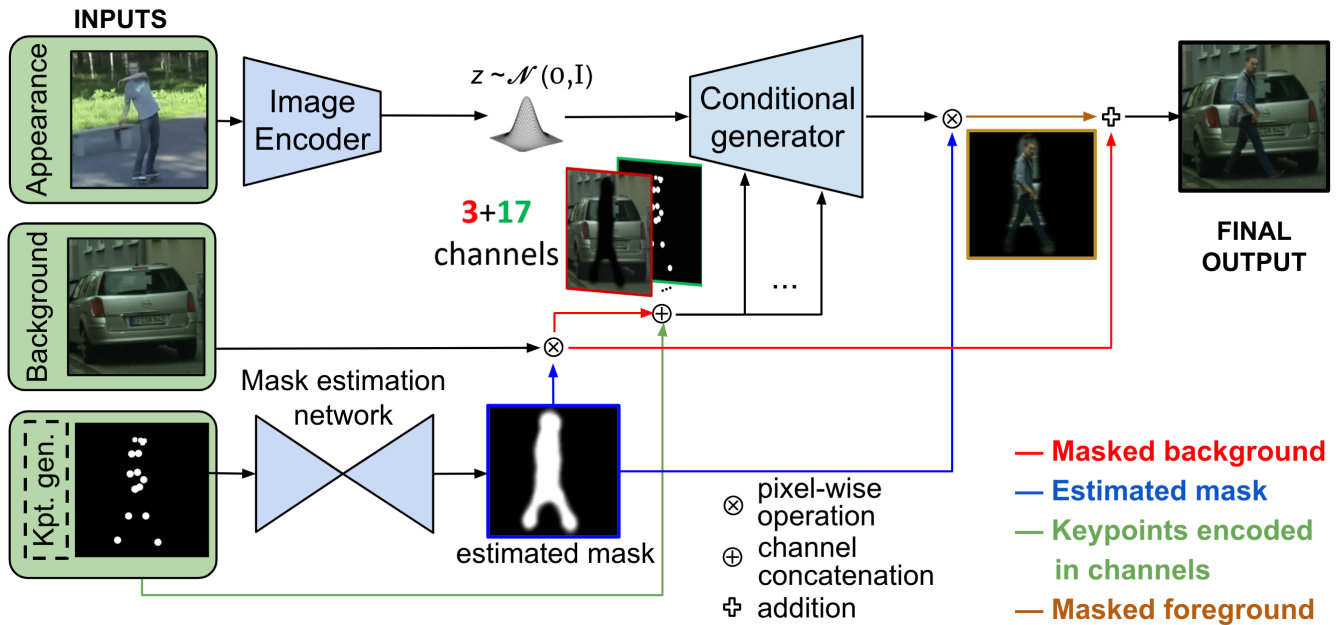 INPUTS
Appearance
Image
Encoder
z ~ 𝒩 (0,I)
Conditional
generator
3+17
channels
...
...
FINAL
OUTPUT
Background
Mask estimation
network
Kpt. gen.
estimated mask
⊗ pixel-wise
operation
⊕ channel
concatenation
addition
Masked background
Estimated mask
Keypoints encoded
in channels
Masked foreground